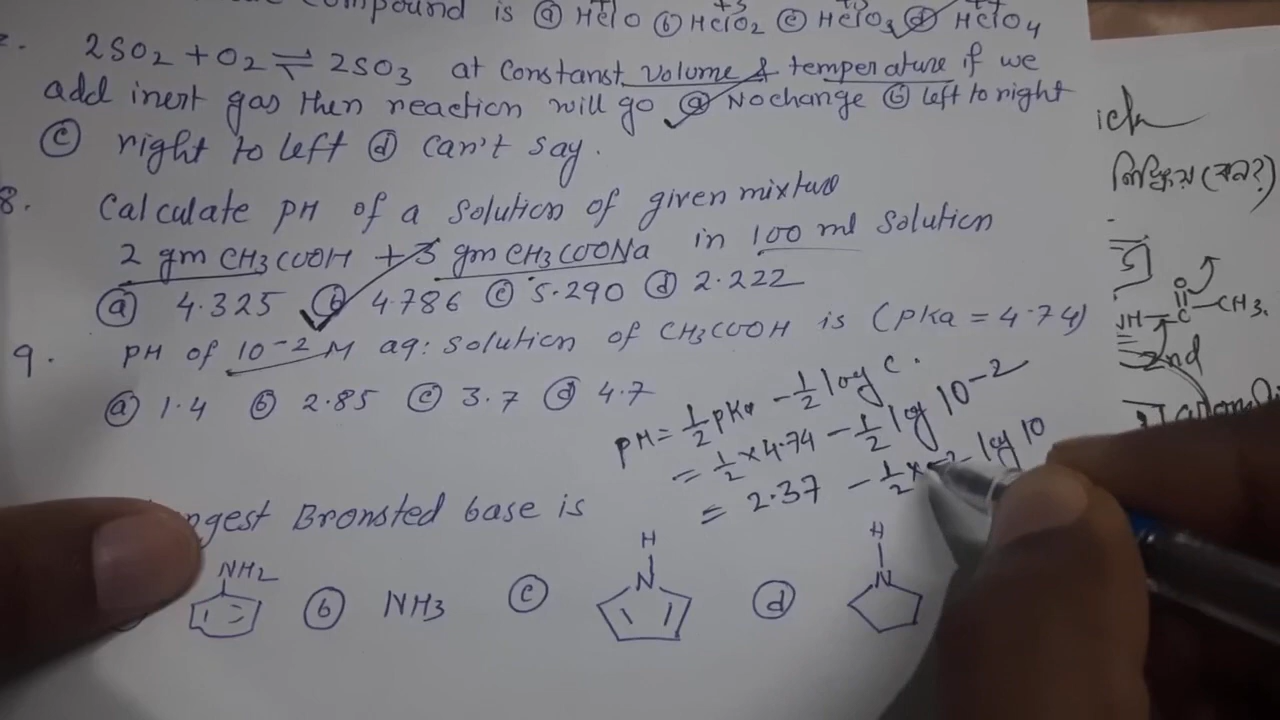 compound is ⓐ HClO ⓑ HClO2 ⓒ HClO3 ⓓ HClO4
2SO2 + O2 ⇌ 2SO3 at constanst volume & temperature if we
add inert gas then reaction will go ⓐ No change ⓑ left to right
ⓒ right to left ⓓ can't say.
8. Calculate PH of a solution of given mixture
2 gm CH3COOH + 3 gm CH3COONa in 100 ml solution
ⓐ 4.325 ⓑ 4.786 ⓒ 5.290 ⓓ 2.222
9. PH of 10-2 M aq: solution of CH3COOH is (pKa = 4.74)
ⓐ 1.4 ⓑ 2.85 ⓒ 3.7 ⓓ 4.7
pH = 1/2 pKa - 1/2 log C.
= 1/2 × 4.74 - 1/2 log 10-2
= 2.37 - 1/2 × -2 log 10
ngest Bronsted base is
NH2 ⓑ NH3 ⓒ N H ⓓ N H
O
C CH3.
2nd